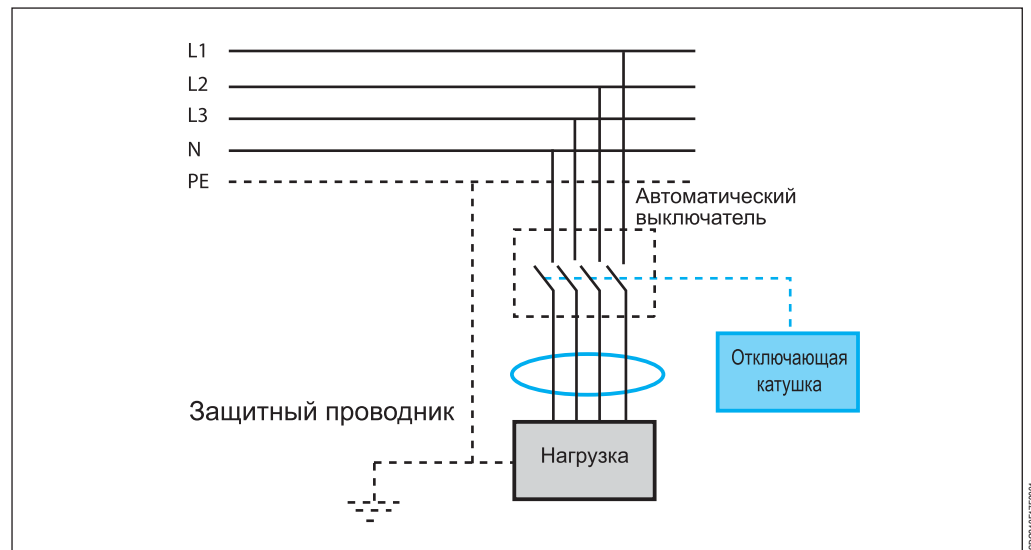 L1
L2
L3
N
PE
Автоматический
выключатель
Отключающая
катушка
Защитный проводник
Нагрузка